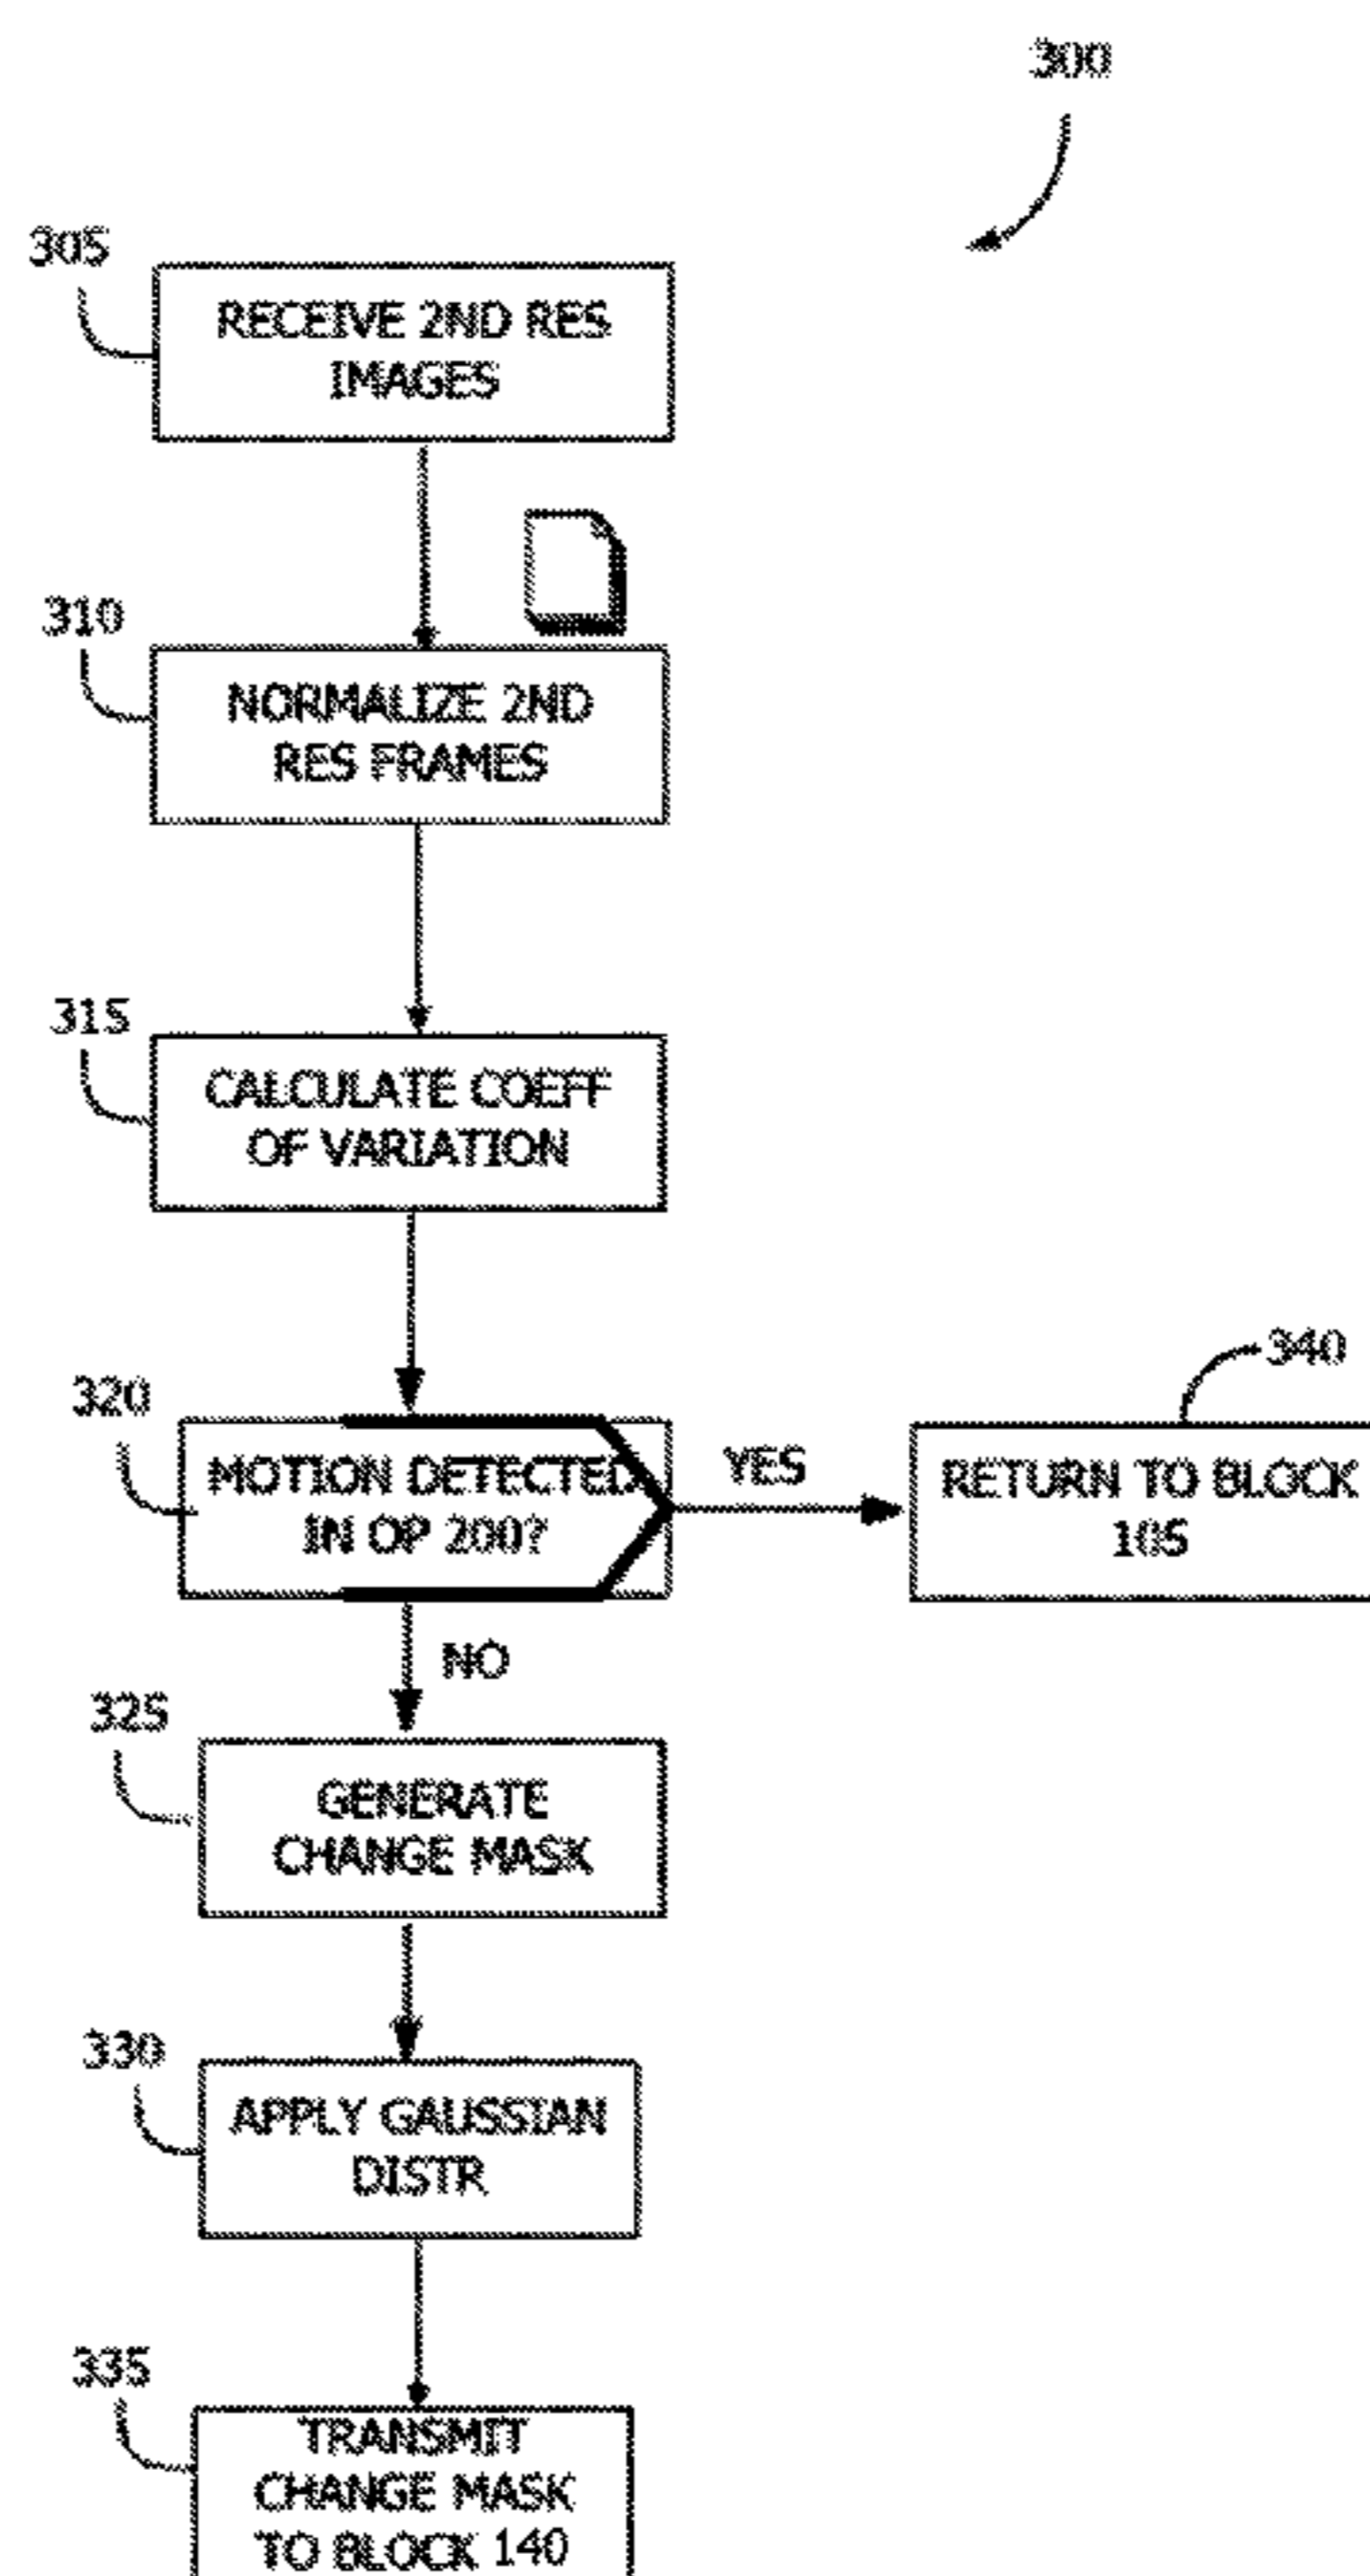 300
305
RECEIVE 2ND RES
IMAGES
310
NORMALIZE 2ND
RES FRAMES
315
CALCULATE COEFF
OF VARIATION
320
MOTION DETECTED
IN OP 200?
YES
340
RETURN TO BLOCK
105
NO
325
GENERATE
CHANGE MASK
330
APPLY GAUSSIAN
DISTR
335
TRANSMIT
CHANGE MASK
TO BLOCK 140